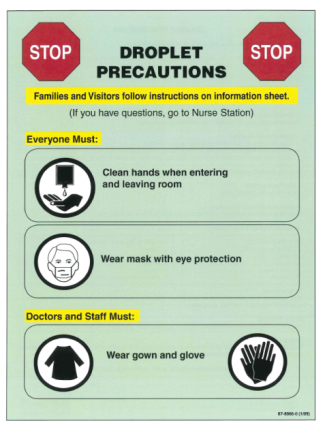 STOP
DROPLET
PRECAUTIONS
STOP
Families and Visitors follow instructions on information sheet.
(If you have questions, go to Nurse Station)
Everyone Must:
Clean hands when entering
and leaving room
Wear mask with eye protection
Doctors and Staff Must:
Wear gown and glove